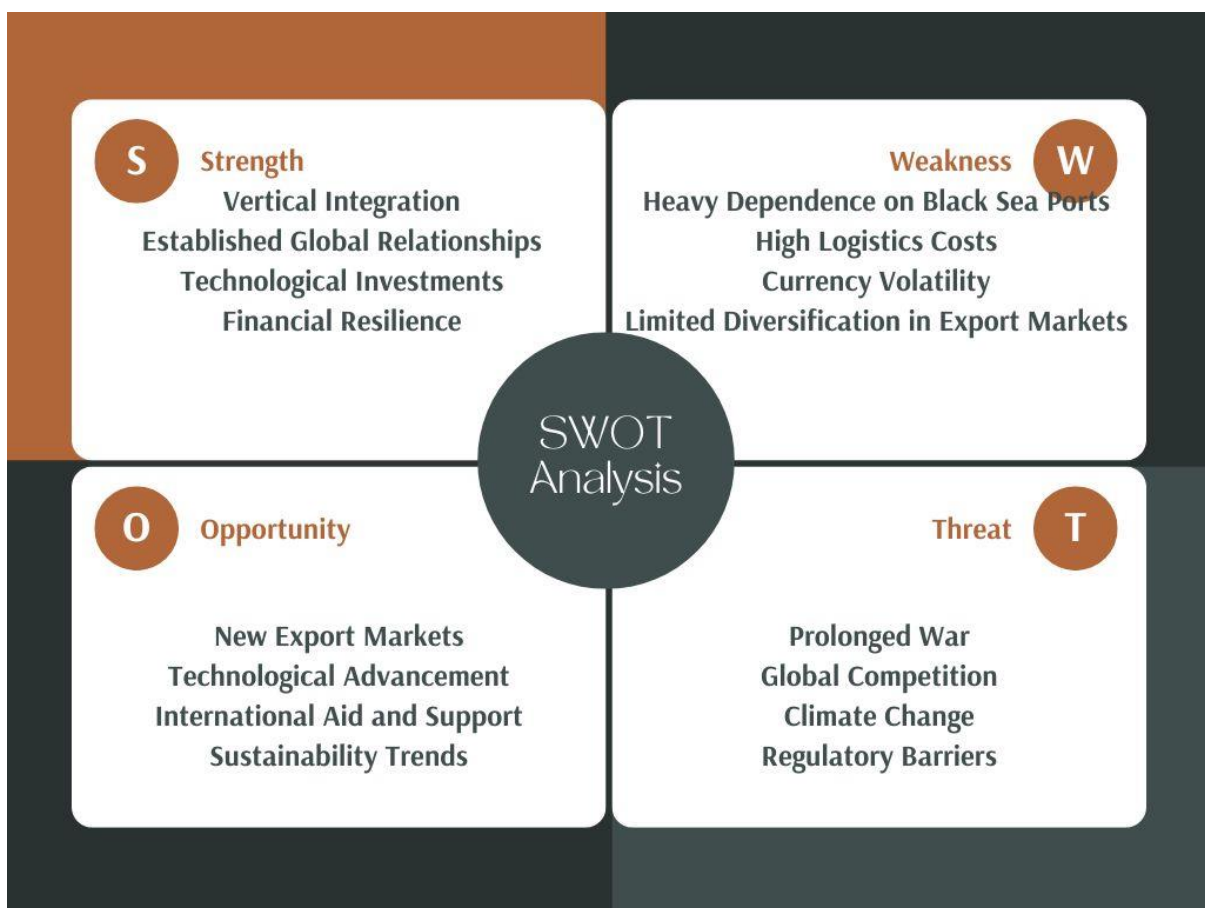 S
Strength
Vertical Integration
Established Global Relationships
Technological Investments
Financial Resilience
Weakness
W
Heavy Dependence on Black Sea Ports
High Logistics Costs
Currency Volatility
Limited Diversification in Export Markets
SWOT
Analysis
O
Opportunity
New Export Markets
Technological Advancement
International Aid and Support
Sustainability Trends
Threat
T
Prolonged War
Global Competition
Climate Change
Regulatory Barriers